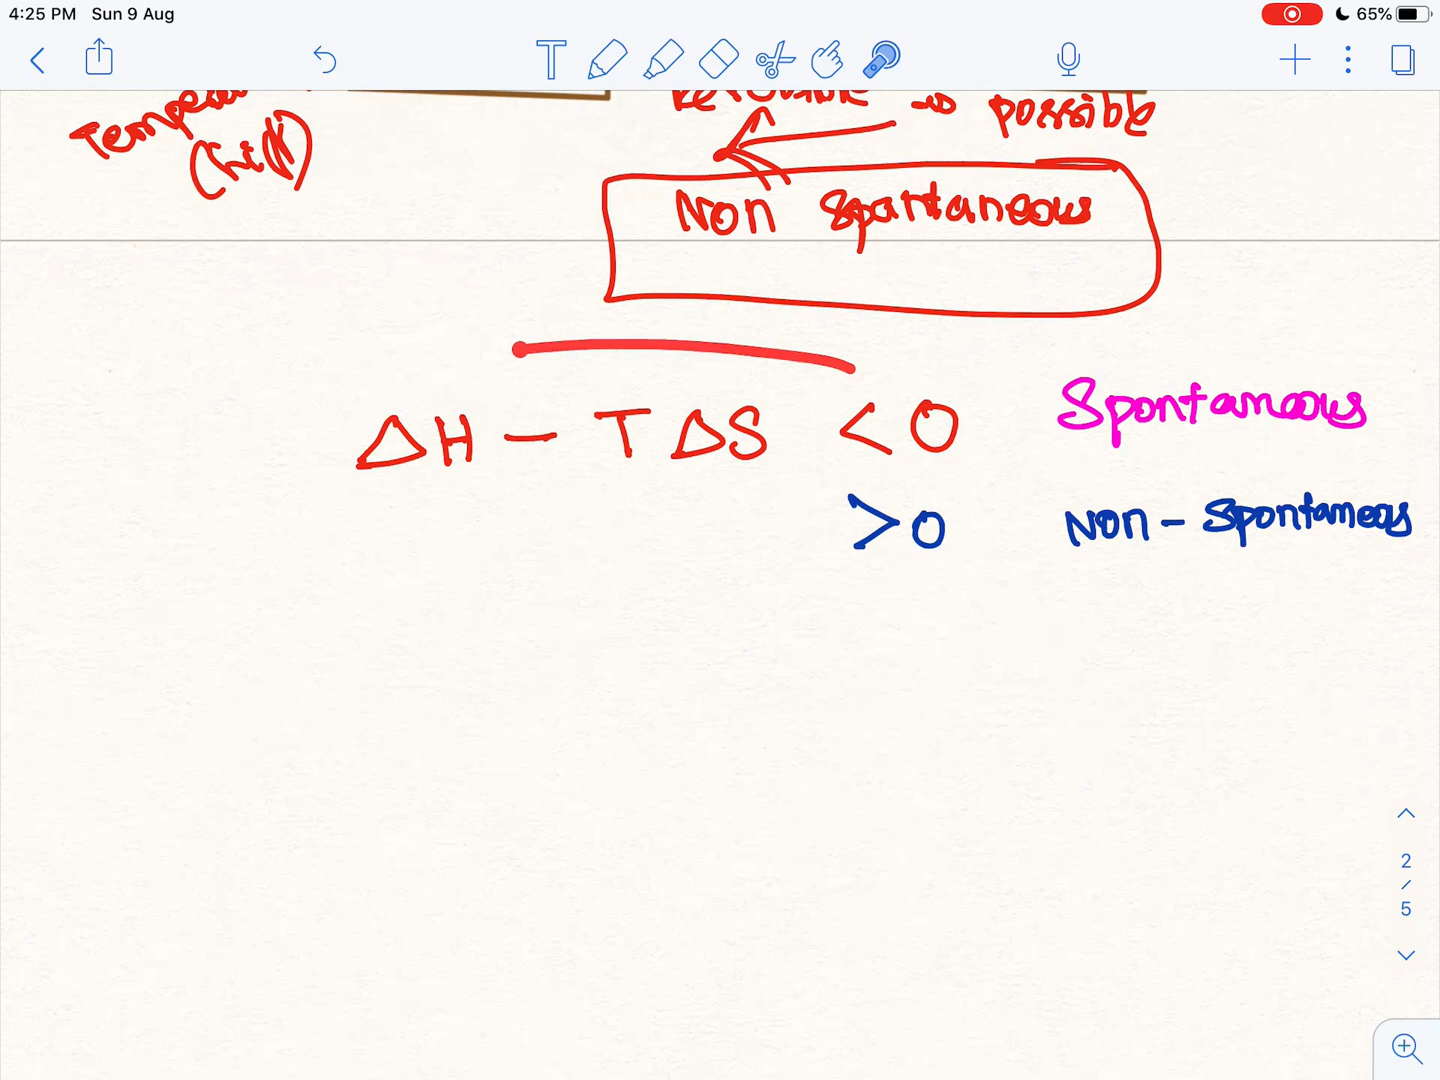 4:25 PM Sun 9 Aug 65%
possible
Non Spontaneous
ΔH - TΔS < 0 Spontaneous
> 0 Non - Spontaneous
2
/
5